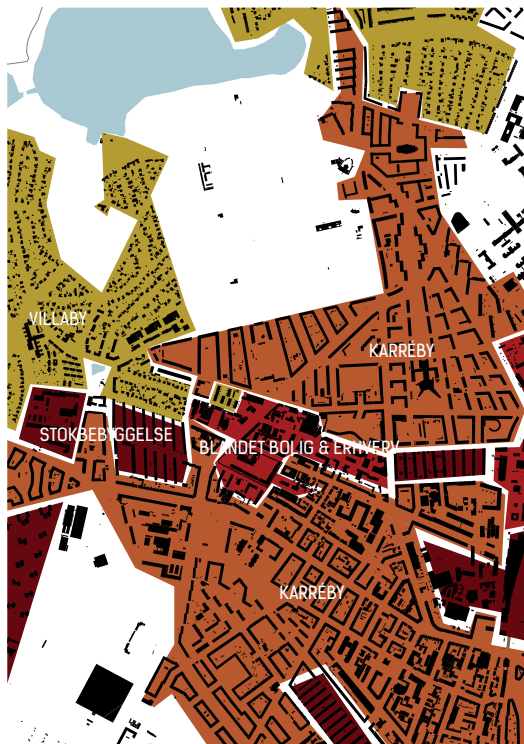 VILLABY
KARRÉBY
STOKBEBYGGELSE
BLANDET BOLIG & ERHVERV
KARRÉBY